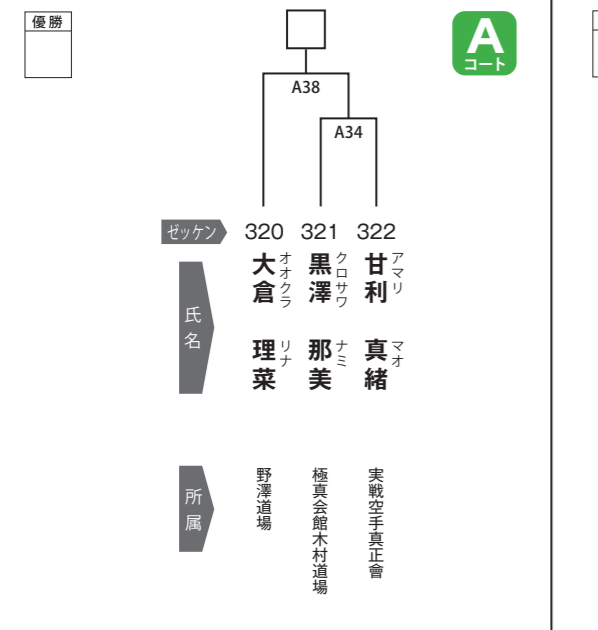 優勝
A
コート
A38
A34
ゼッケン
320
321
322
氏名
大倉 理菜
オオクラ リナ
黒澤 那美
クロサワ ナミ
甘利 真緒
アマリ マオ
所属
野澤道場
極真会館木村道場
実戦空手真正會